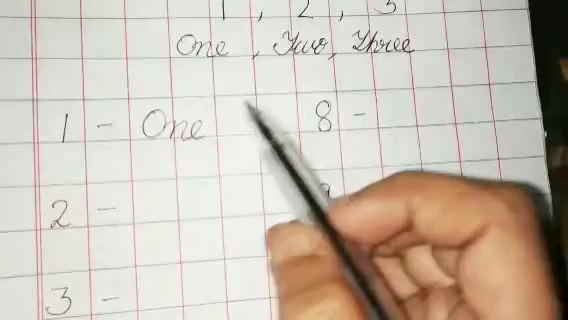 1, 2, 3
One, Two, Three
1 - One
8 -
2 -
3 -